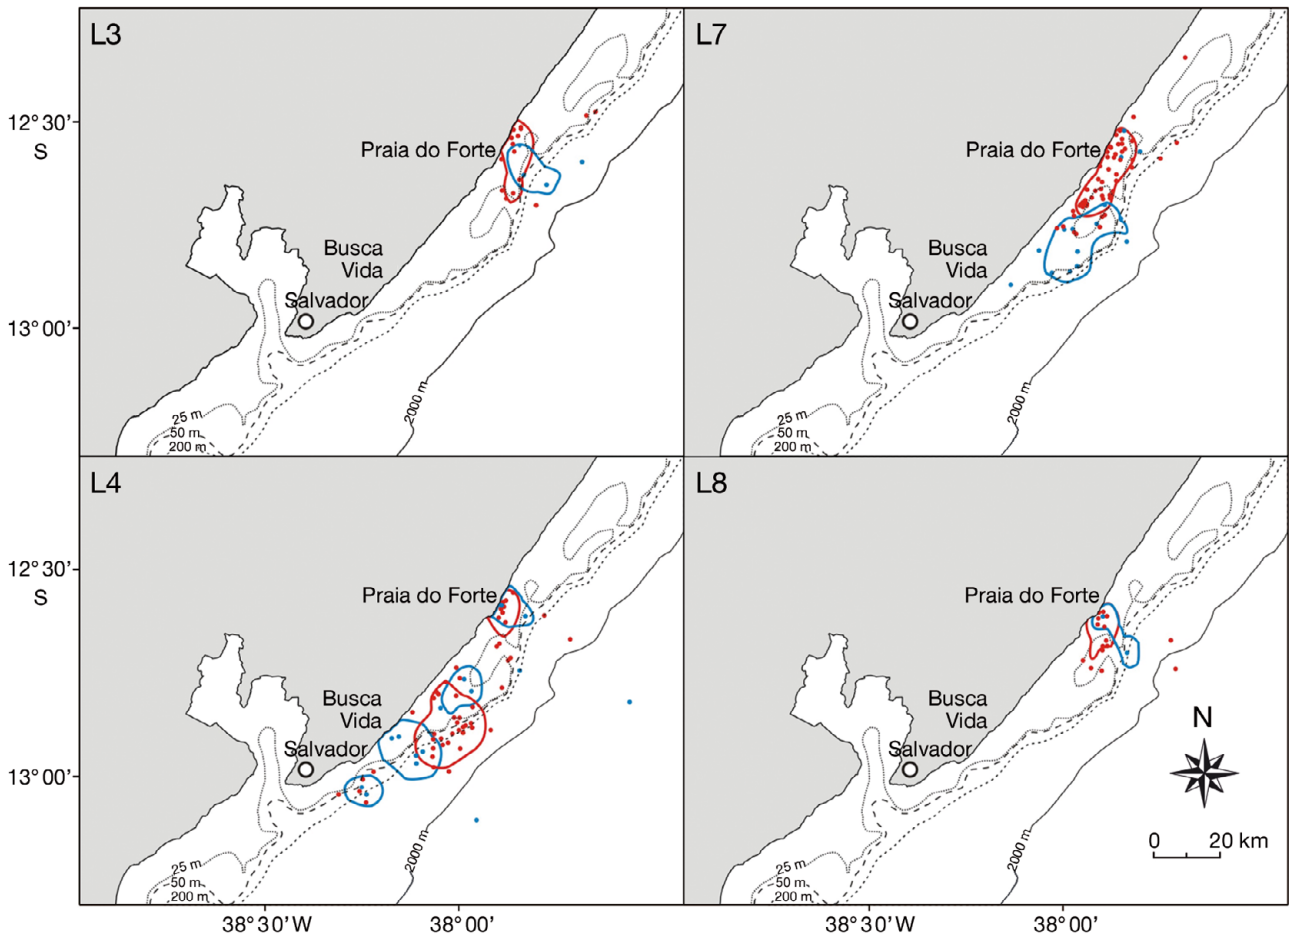 L3
L7
12°30'
S
Praia do Forte
Praia do Forte
Busca
Vida
Busca
Vida
Salvador
Salvador
13°00'
2000 m
2000 m
25 m
50 m
200 m
25 m
50 m
200 m
L4
L8
12°30'
S
Praia do Forte
Praia do Forte
Busca
Vida
Busca
Vida
N
Salvador
Salvador
13°00'
0 20 km
2000 m
2000 m
25 m
50 m
200 m
25 m
50 m
200 m
38°30'W
38°00'
38°30'W
38°00'